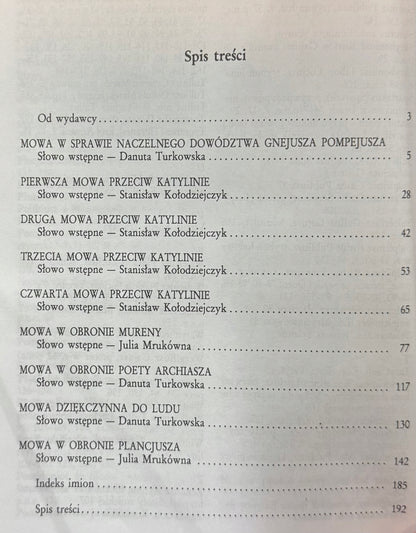 Spis treści
Od wydawcy 3
MOWA W SPRAWIE NACZELNEGO DOWÓDZTWA GNEJUSZA POMPEJUSZA
Słowo wstępne — Danuta Turkowska 5
PIERWSZA MOWA PRZECIW KATYLINIE
Słowo wstępne — Stanisław Kołodziejczyk 28
DRUGA MOWA PRZECIW KATYLINIE
Słowo wstępne — Stanisław Kołodziejczyk 42
TRZECIA MOWA PRZECIW KATYLINIE
Słowo wstępne — Stanisław Kołodziejczyk 53
CZWARTA MOWA PRZECIW KATYLINIE
Słowo wstępne — Stanisław Kołodziejczyk 65
MOWA W OBRONIE MURENY
Słowo wstępne — Julia Mrukówna 77
MOWA W OBRONIE POETY ARCHIASZA
Słowo wstępne — Danuta Turkowska 117
MOWA DZIĘKCZYNNA DO LUDU
Słowo wstępne — Danuta Turkowska 130
MOWA W OBRONIE PLANCJUSZA
Słowo wstępne — Julia Mrukówna 142
Indeks imion 185
Spis treści 192